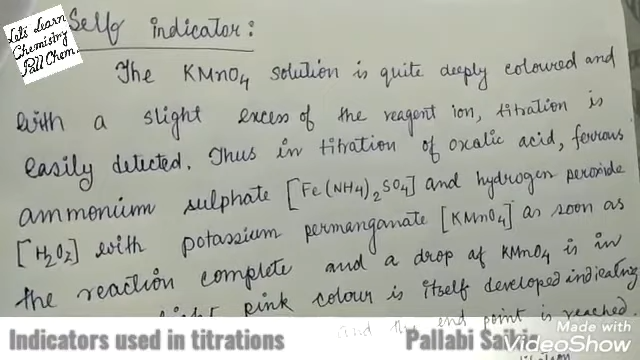 Let's Learn
Chemistry
Pall Chem.
Self indicator:
The KMnO4 solution is quite deeply coloured and
with a slight excess of the reagent ion, titration is
easily detected. Thus in titration of oxalic acid, ferrous
ammonium sulphate [Fe(NH4)2SO4] and hydrogen peroxide
[H2O2] with potassium permanganate [KMnO4] as soon as
the reaction complete and a drop of KMnO4 is in
pink colour is itself developed indicating
and the end point is reached.
Indicators used in titrations Pallabi Saikia
Made with
VideoShow